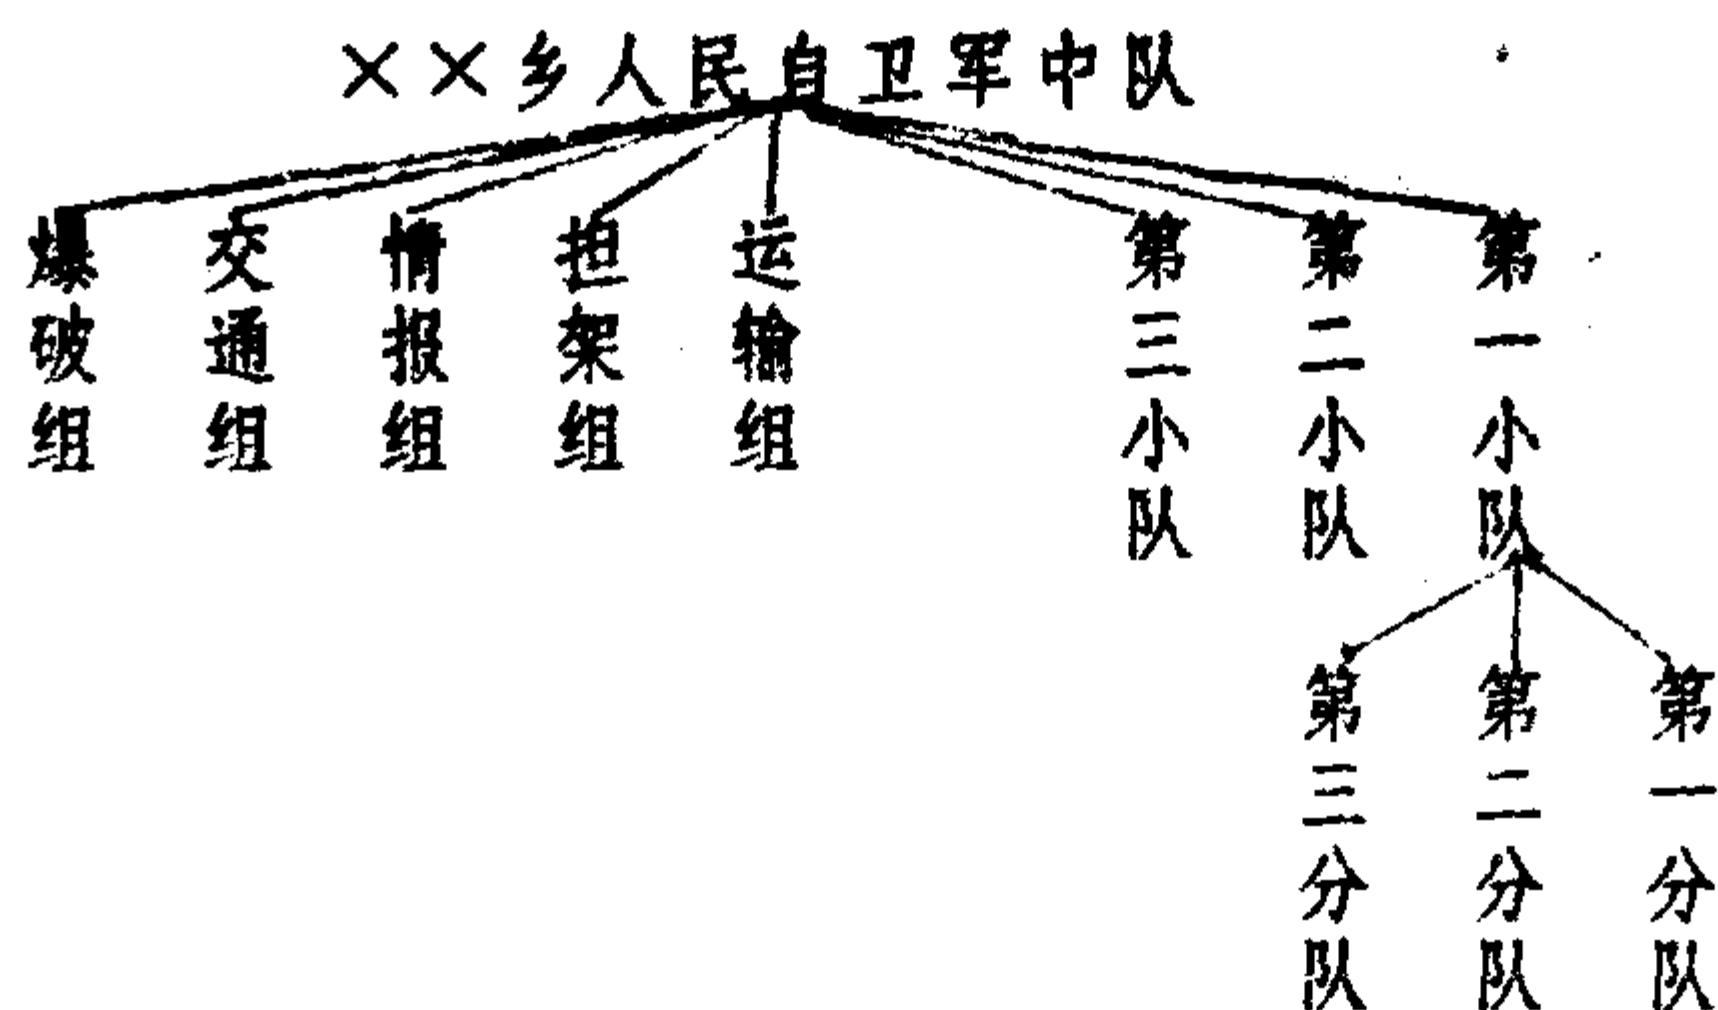 ××乡人民自卫军中队
爆破组
交通组
情报组
担架组
运输组
第三小队
第二小队
第一小队
第三分队
第二分队
第一分队